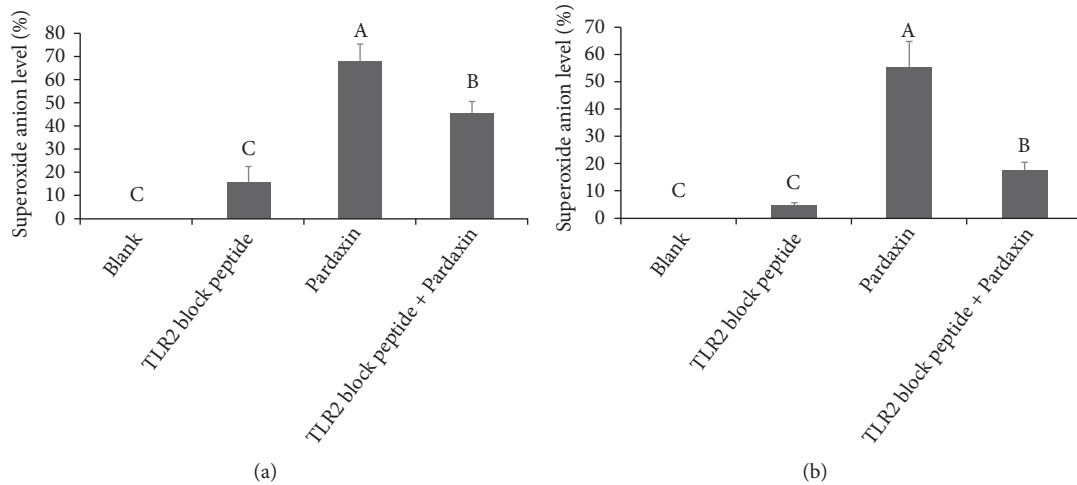 Superoxide anion level (%)
80
70
60
50
40
30
20
10
0
C
C
A
B
Blank
TLR2 block peptide
Pardaxin
TLR2 block peptide + Pardaxin
(a)
Superoxide anion level (%)
70
60
50
40
30
20
10
0
C
C
A
B
Blank
TLR2 block peptide
Pardaxin
TLR2 block peptide + Pardaxin
(b)